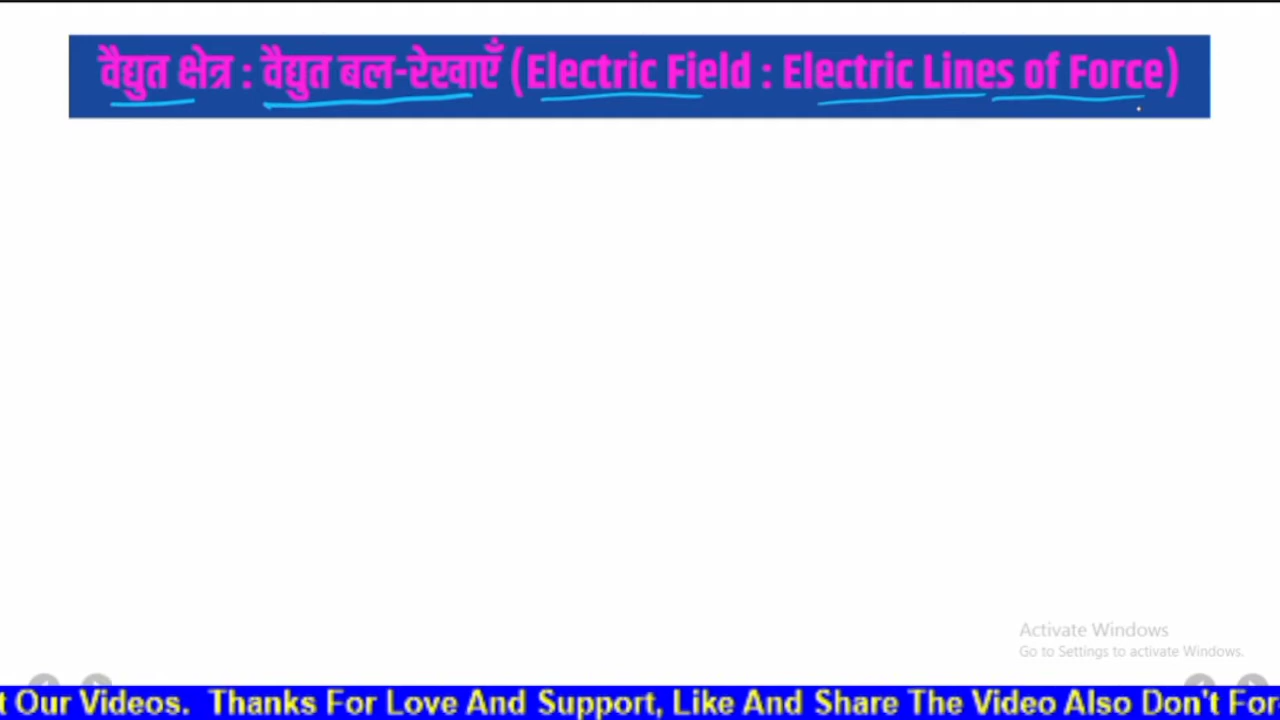 वैद्युत क्षेत्र : वैद्युत बल-रेखाएँ (Electric Field : Electric Lines of Force)
Activate Windows
Go to Settings to activate Windows.
t Our Videos. Thanks For Love And Support, Like And Share The Video Also Don't For